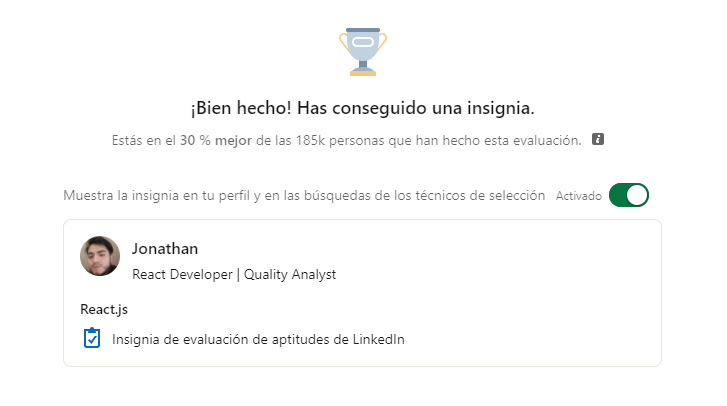 ¡Bien hecho! Has conseguido una insignia.
Estás en el 30 % mejor de las 185k personas que han hecho esta evaluación. i
Muestra la insignia en tu perfil y en las búsquedas de los técnicos de selección Activado
Jonathan
React Developer | Quality Analyst
React.js
Insignia de evaluación de aptitudes de LinkedIn